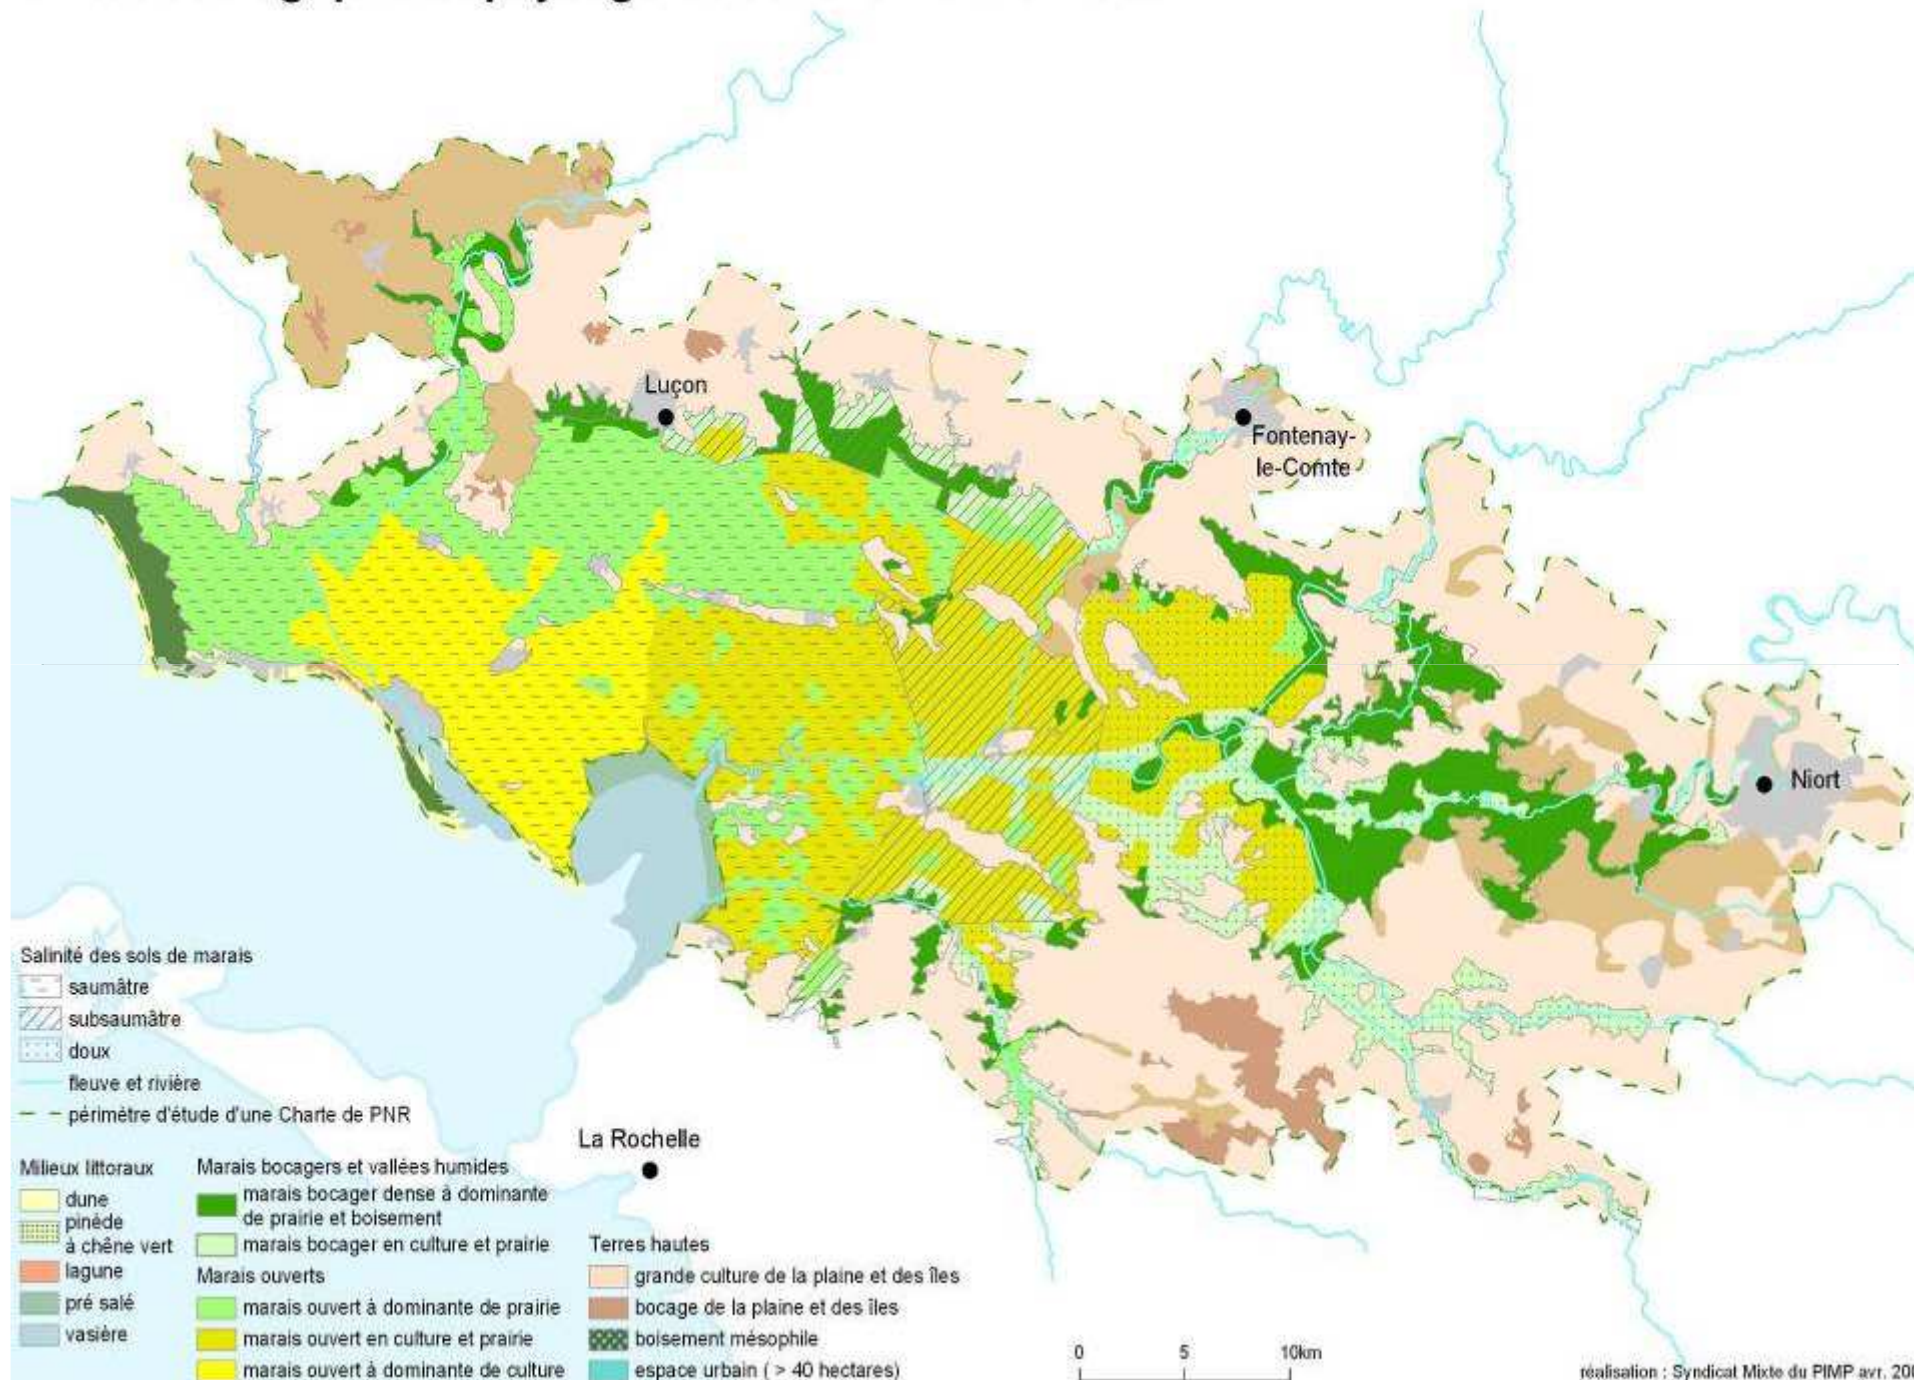 Luçon
Fontenay-
le-Comte
Niort
La Rochelle
Salinité des sols de marais
saumâtre
subsaumâtre
doux
fleuve et rivière
périmètre d'étude d'une Charte de PNR
Milieux littoraux
dune
pinède
à chêne vert
lagune
pré salé
vasière
Marais bocagers et vallées humides
marais bocager dense à dominante
de prairie et boisement
marais bocager en culture et prairie
Marais ouverts
marais ouvert à dominante de prairie
marais ouvert en culture et prairie
marais ouvert à dominante de culture
Terres hautes
grande culture de la plaine et des îles
bocage de la plaine et des îles
boisement mésophile
espace urbain ( > 40 hectares)
0 5 10km
réalisation : Syndicat Mixte du PIMP avr.